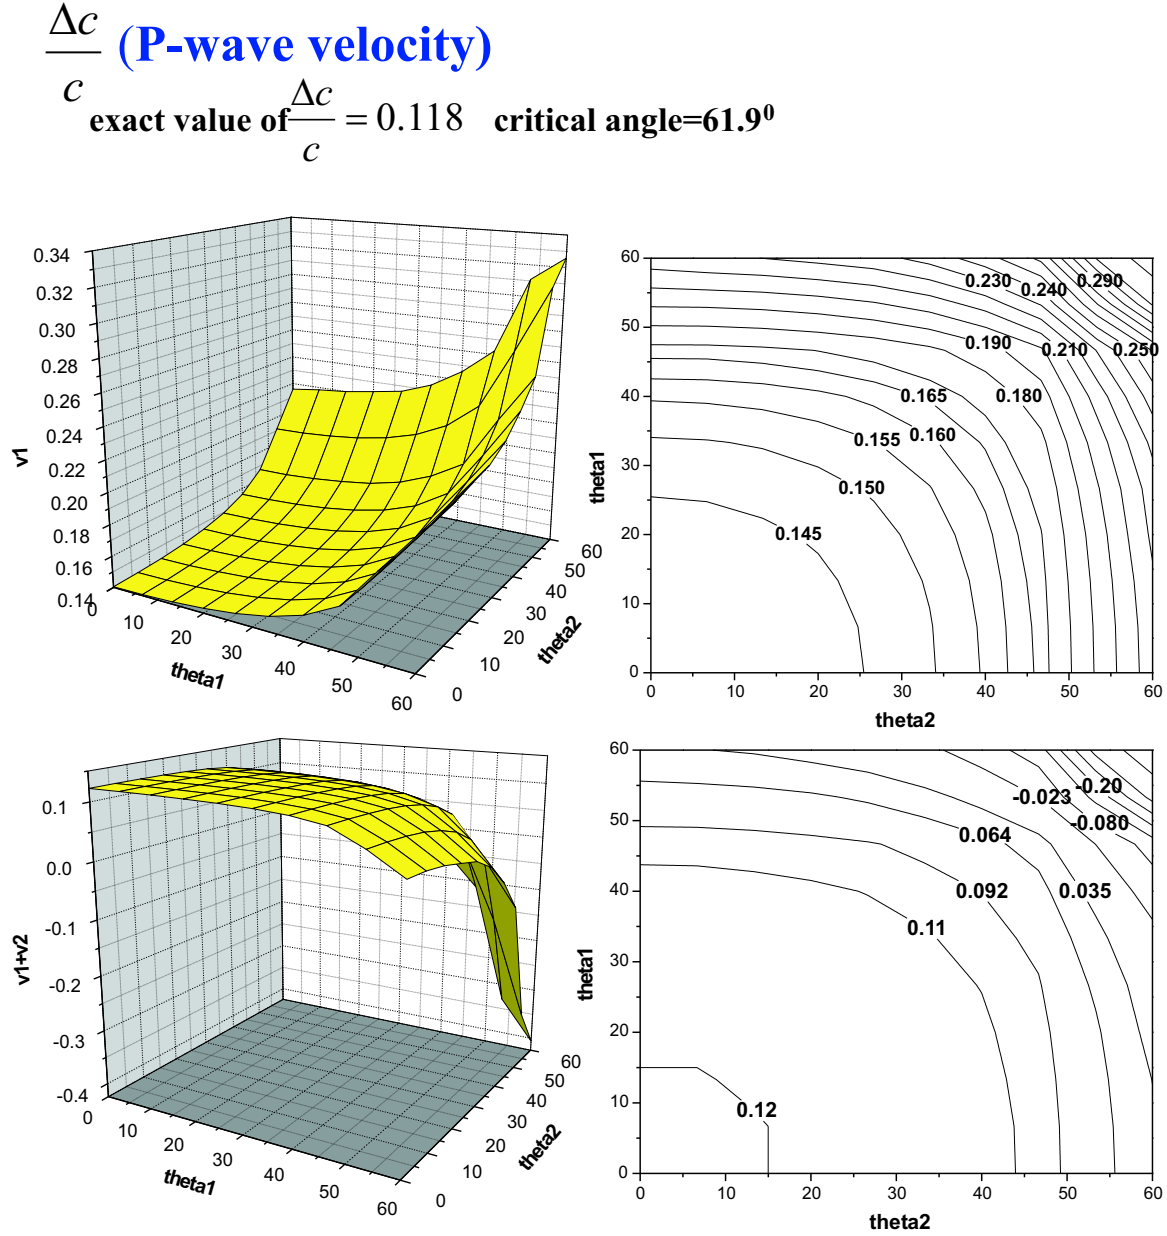 Δc/c (P-wave velocity)
exact value of Δc/c = 0.118 critical angle=61.9⁰
0.34
0.32
0.30
0.28
0.26
0.24
0.22
0.20
0.18
0.16
0.14
v1
0 10 20 30 40 50 60
theta1
0 10 20 30 40 50 60
theta2
60
50
40
30
20
10
0
theta1
0.230 0.240 0.290
0.190 0.210 0.250
0.165 0.180
0.155 0.160
0.150
0.145
0 10 20 30 40 50 60
theta2
0.1
0.0
-0.1
-0.2
-0.3
-0.4
v1+v2
0 10 20 30 40 50 60
theta1
0 10 20 30 40 50 60
theta2
60
50
40
30
20
10
0
theta1
-0.023 -0.20
-0.080
0.064
0.092 0.035
0.11
0.12
0 10 20 30 40 50 60
theta2